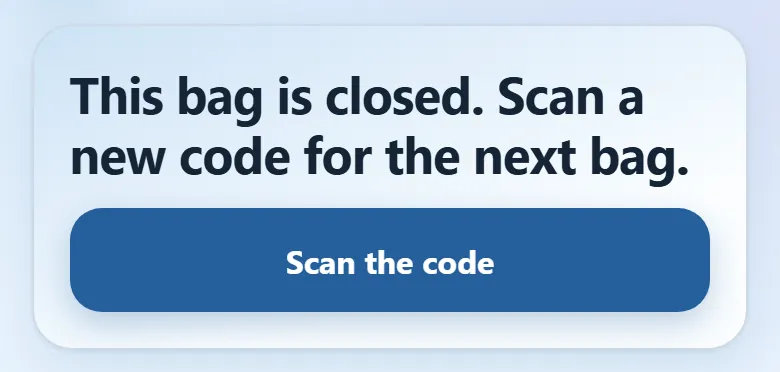 This bag is closed. Scan a
new code for the next bag.
Scan the code